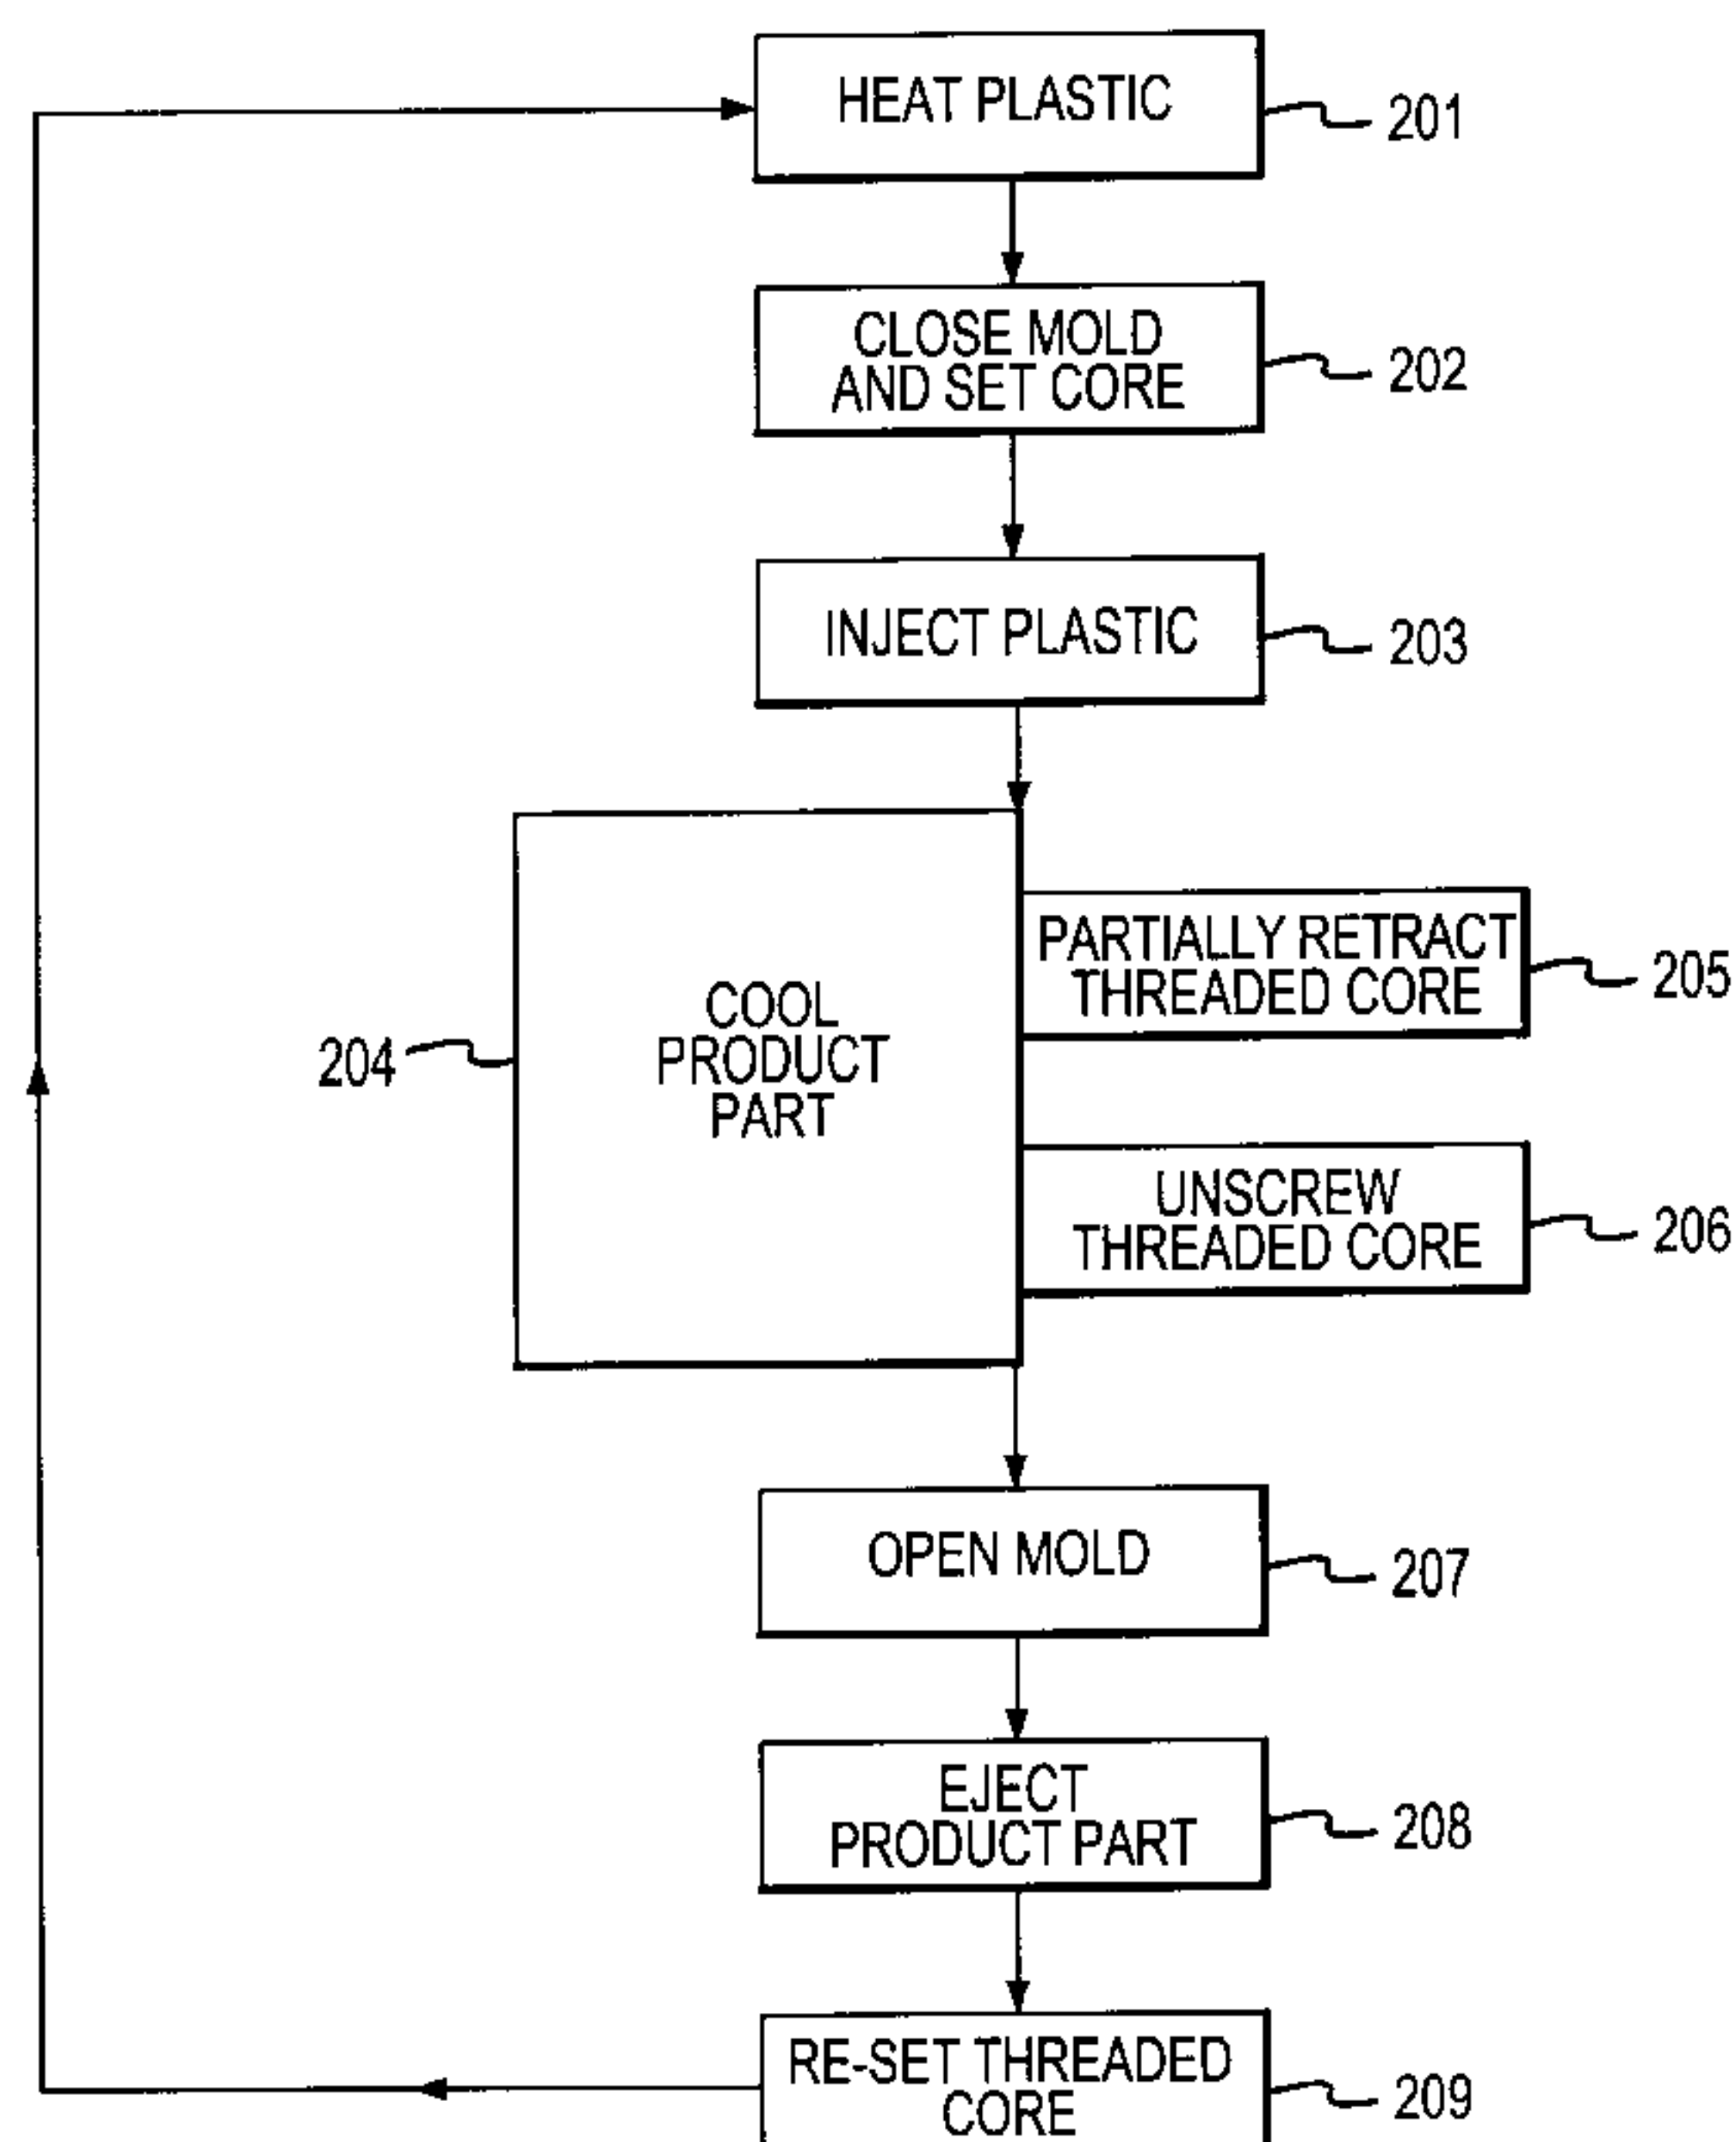 HEAT PLASTIC
201
CLOSE MOLD
AND SET CORE
202
INJECT PLASTIC
203
COOL
PRODUCT
PART
204
PARTIALLY RETRACT
THREADED CORE
205
UNSCREW
THREADED CORE
206
OPEN MOLD
207
EJECT
PRODUCT PART
208
RE-SET THREADED
CORE
209